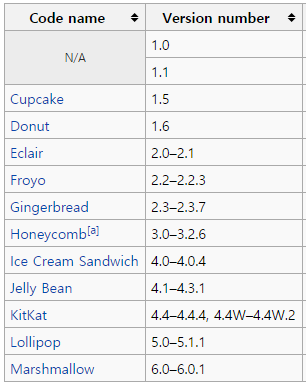 Code name Version number
N/A
1.0
1.1
Cupcake 1.5
Donut 1.6
Eclair 2.0–2.1
Froyo 2.2–2.2.3
Gingerbread 2.3–2.3.7
Honeycomb[a] 3.0–3.2.6
Ice Cream Sandwich 4.0–4.0.4
Jelly Bean 4.1–4.3.1
KitKat 4.4–4.4.4, 4.4W–4.4W.2
Lollipop 5.0–5.1.1
Marshmallow 6.0–6.0.1